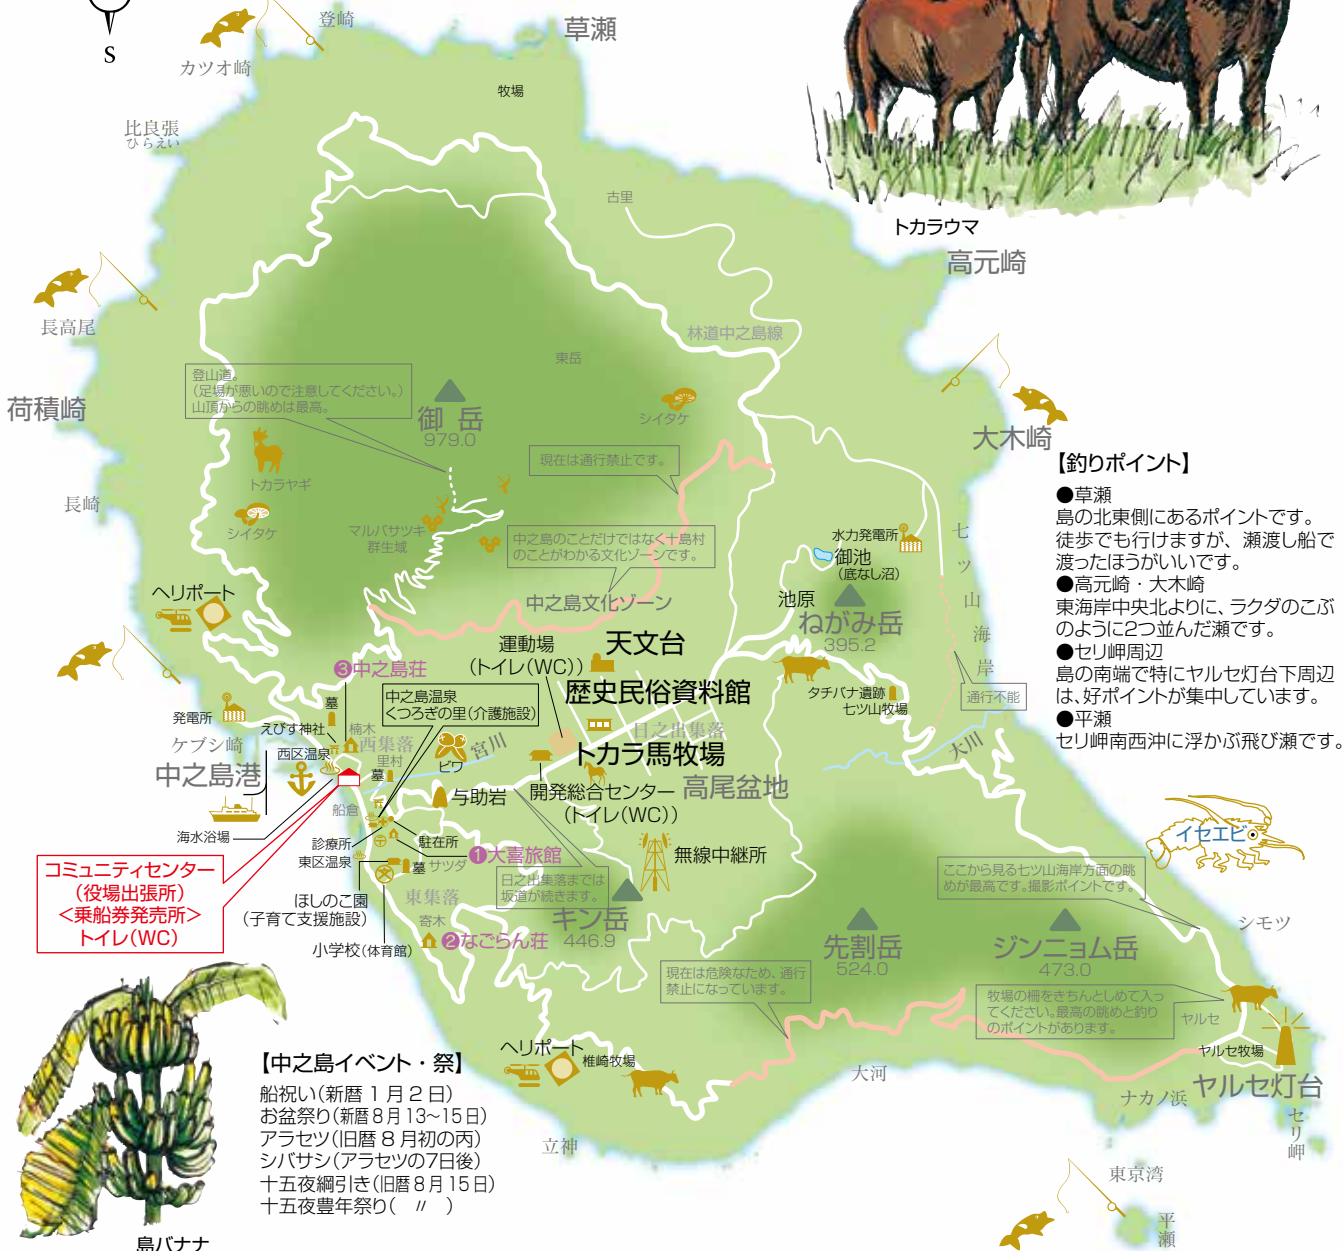 S
登崎
カツオ崎
草瀬
牧場
比良張
ひらえい
古里
トカラウマ
高元崎
長高尾
林道中之島線
東岳
登山道。
(足場が悪いので注意してください。)
山頂からの眺めは最高。
御岳
979.0
シイタケ
荷積崎
大木崎
トカラヤギ
現在は通行禁止です。
長崎
シイタケ
マルバサツキ
群生域
中之島のことだけではなく十島村
のことがわかる文化ゾーンです。
水力発電所
御池
(底なし沼)
七ツ山海岸
【釣りポイント】
●草瀬
島の北東側にあるポイントです。
徒歩でも行けますが、瀬渡し船で
渡ったほうがいいです。
●高元崎・大木崎
東海岸中央北よりに、ラクダのこぶ
のように2つ並んだ瀬です。
●セリ岬周辺
島の南端で特にヤルセ灯台下周辺
は、好ポイントが集中しています。
●平瀬
セリ岬南西沖に浮かぶ飛び瀬です。
ヘリポート
中之島文化ゾーン
池原
ねがみ岳
395.2
運動場
(トイレ(WC))
天文台
❸中之島荘
中之島温泉
くつろぎの里(介護施設)
歴史民俗資料館
タチバナ遺跡
七ツ山牧場
通行不能
発電所
墓
えびす神社
楠木
ケブシ崎
西区温泉
西集落
里村
日之出集落
宮川
ビワ
トカラ馬牧場
大川
中之島港
墓
高尾盆地
与助岩
開発総合センター
(トイレ(WC))
船倉
海水浴場
診療所
駐在所
東区温泉
❶大喜旅館
無線中継所
イセエビ
コミュニティセンター
(役場出張所)
<乗船券発売所>
トイレ(WC)
墓
サツダ
日之出集落までは
坂道が続きます。
ここから見る七ツ山海岸方面の眺
めが最高です。撮影ポイントです。
ほしのこ園
(子育て支援施設)
東集落
寄木
キン岳
446.9
シモツ
小学校(体育館)
❷なごらん荘
先割岳
524.0
ジンニョム岳
473.0
現在は危険なため、通行
禁止になっています。
牧場の柵をきちんとしめて入っ
てください。最高の眺めと釣り
のポイントがあります。
ヤルセ
ヤルセ牧場
ヘリポート
椎崎牧場
大河
ヤルセ灯台
ナカノ浜
セリ岬
【中之島イベント・祭】
船祝い(新暦1月2日)
お盆祭り(新暦8月13~15日)
アラセツ(旧暦8月初の丙)
シバサシ(アラセツの7日後)
十五夜綱引き(旧暦8月15日)
十五夜豊年祭り( 〃 )
立神
東京湾
平瀬
島バナナ